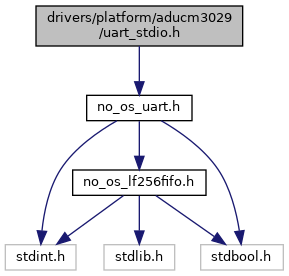 drivers/platform/aducm3029
/uart_stdio.h
no_os_uart.h
no_os_lf256fifo.h
stdint.h
stdlib.h
stdbool.h